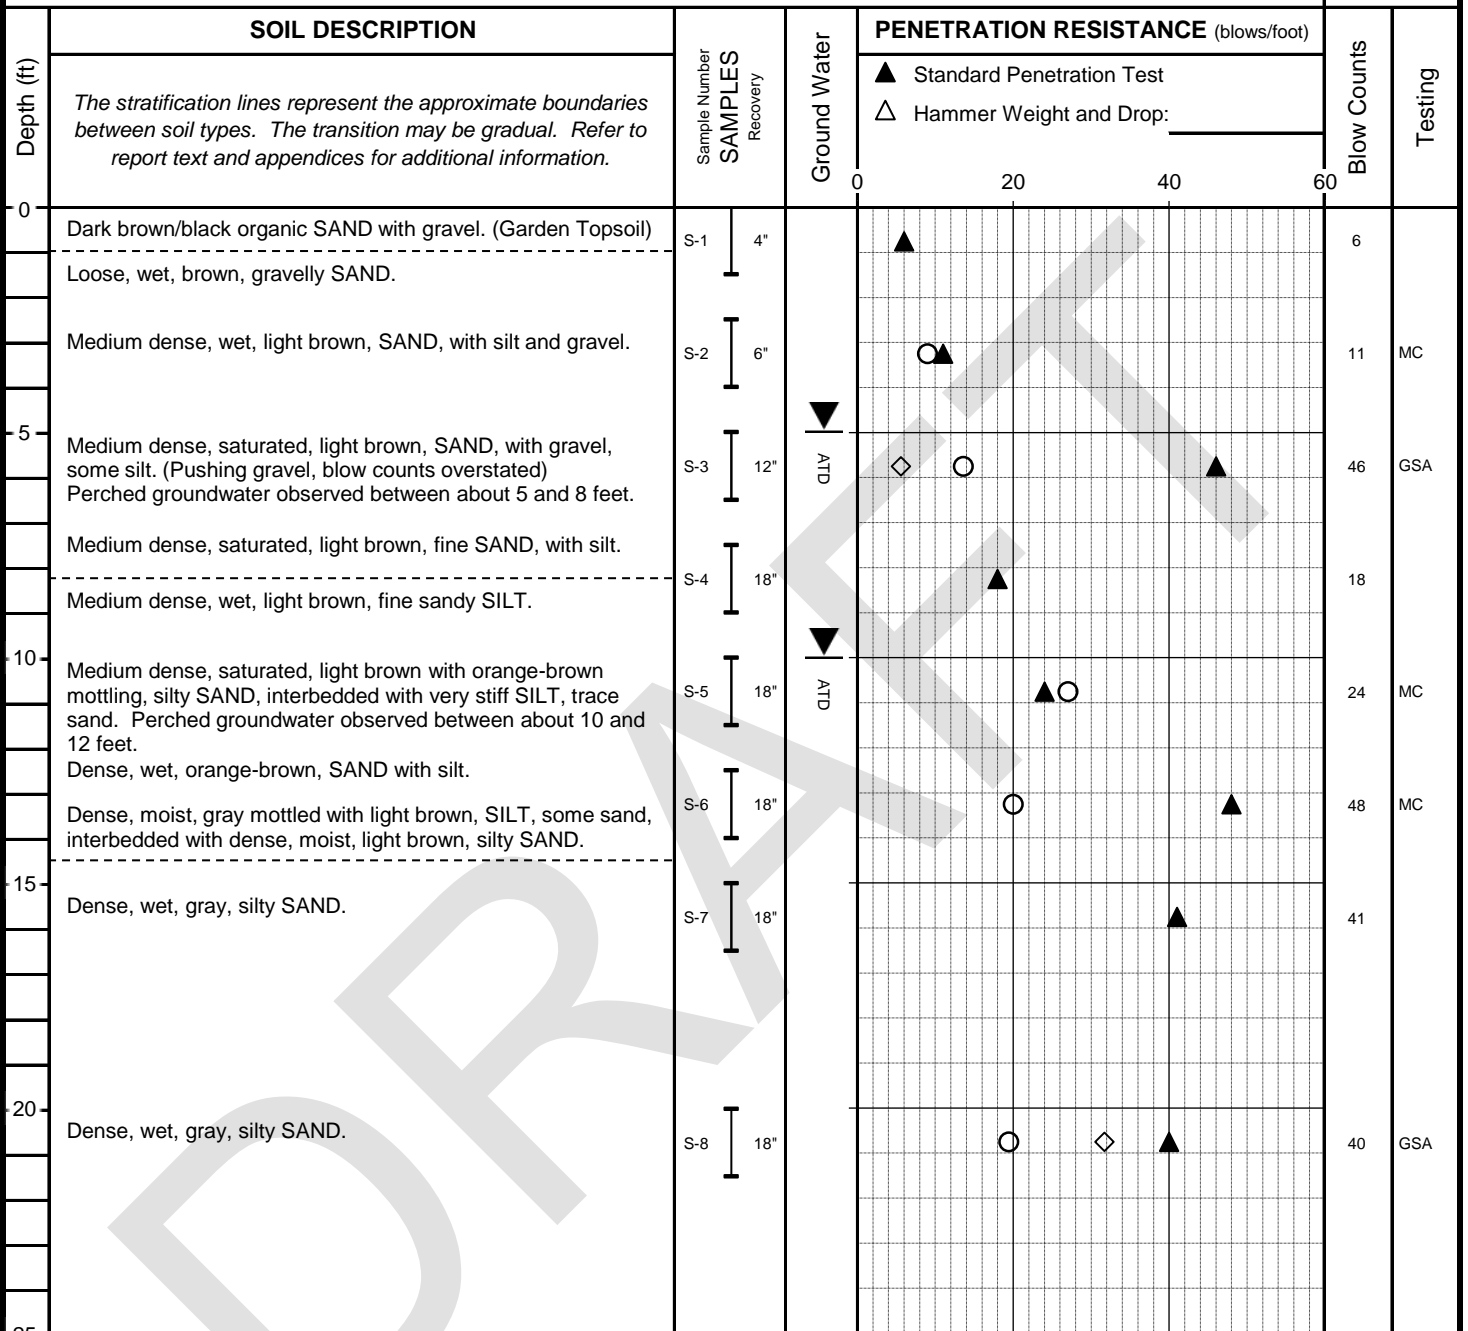 SOIL DESCRIPTION
PENETRATION RESISTANCE (blows/foot)
Depth (ft)
The stratification lines represent the approximate boundaries
between soil types. The transition may be gradual. Refer to
report text and appendices for additional information.
Sample Number
SAMPLES
Recovery
Ground Water
Standard Penetration Test
Hammer Weight and Drop:
0 20 40 60
Blow Counts
Testing
0
Dark brown/black organic SAND with gravel. (Garden Topsoil)
S-1 4" 6
Loose, wet, brown, gravelly SAND.
Medium dense, wet, light brown, SAND, with silt and gravel.
S-2 6" 11 MC
5
Medium dense, saturated, light brown, SAND, with gravel,
some silt. (Pushing gravel, blow counts overstated)
Perched groundwater observed between about 5 and 8 feet.
S-3 12" ATD 46 GSA
Medium dense, saturated, light brown, fine SAND, with silt.
S-4 18" 18
Medium dense, wet, light brown, fine sandy SILT.
10
Medium dense, saturated, light brown with orange-brown
mottling, silty SAND, interbedded with very stiff SILT, trace
sand. Perched groundwater observed between about 10 and
12 feet.
S-5 18" ATD 24 MC
Dense, wet, orange-brown, SAND with silt.
Dense, moist, gray mottled with light brown, SILT, some sand,
interbedded with dense, moist, light brown, silty SAND.
S-6 18" 48 MC
15
Dense, wet, gray, silty SAND.
S-7 18" 41
20
Dense, wet, gray, silty SAND.
S-8 18" 40 GSA
DRAFT